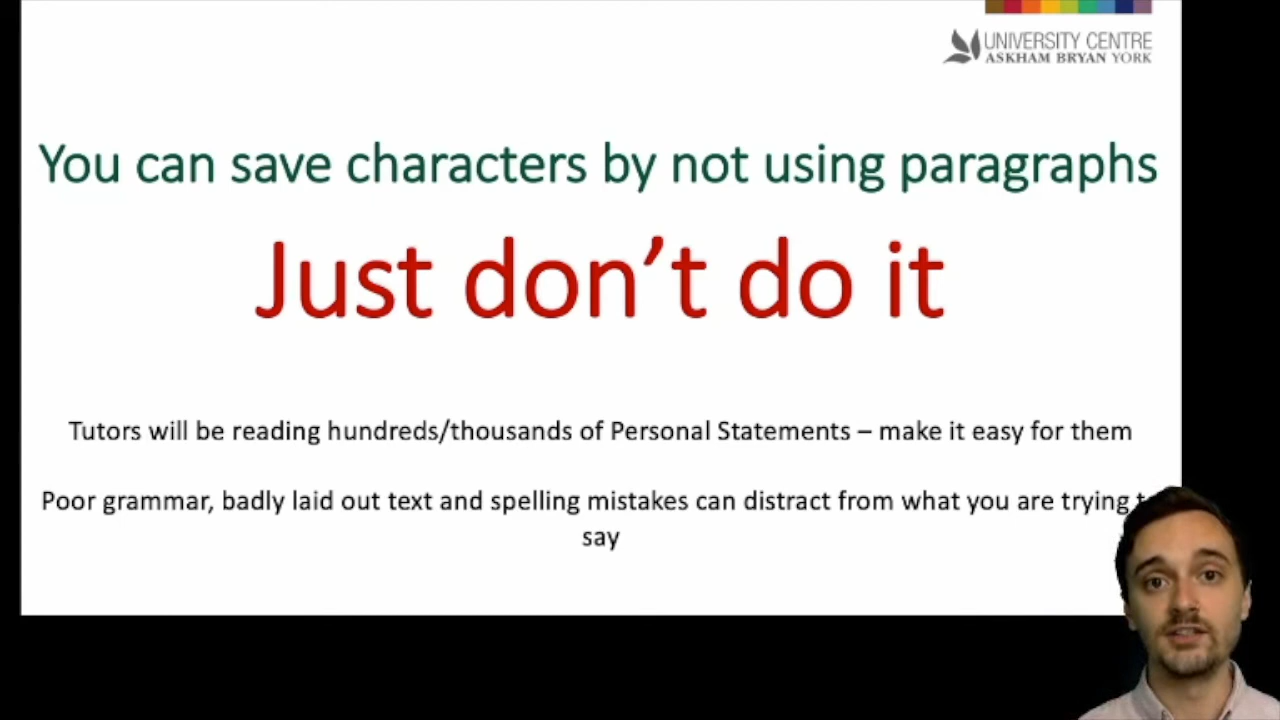 UNIVERSITY CENTRE
ASKHAM BRYAN YORK
You can save characters by not using paragraphs
Just don’t do it
Tutors will be reading hundreds/thousands of Personal Statements – make it easy for them
Poor grammar, badly laid out text and spelling mistakes can distract from what you are trying to
say